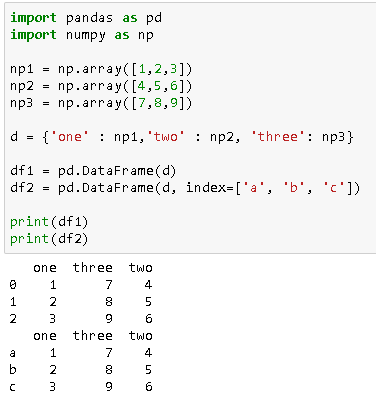 import pandas as pd
import numpy as np
np1 = np.array([1,2,3])
np2 = np.array([4,5,6])
np3 = np.array([7,8,9])
d = {'one' : np1,'two' : np2, 'three': np3}
df1 = pd.DataFrame(d)
df2 = pd.DataFrame(d, index=['a', 'b', 'c'])
print(df1)
print(df2)
   one  three  two
0    1      7    4
1    2      8    5
2    3      9    6
   one  three  two
a    1      7    4
b    2      8    5
c    3      9    6